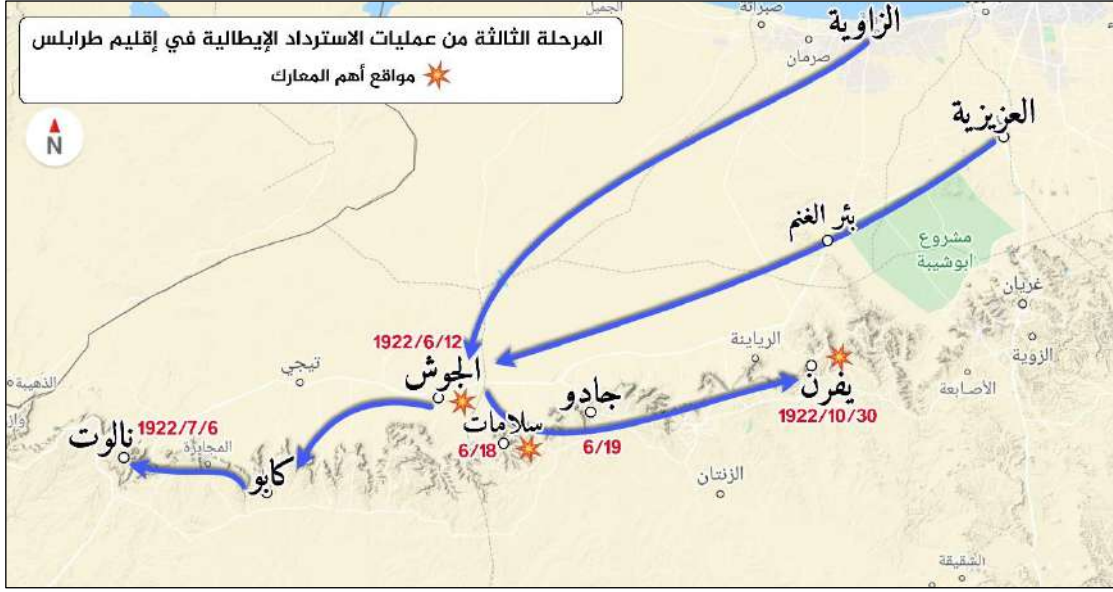 الجميل
صبراتة
الزاوية
صرمان
المرحلة الثالثة من عمليات الاسترداد الإيطالية في إقليم طرابلس
مواقع أهم المعارك
N
العزيزية
بئر الغنم
مشروع
ابوشيبة
غريان
الزوية
الأصابعة
الرياينة
يفرن
1922/10/30
1922/6/12
الجوش
تيجي
الذهيبة
جادو
سلامات
6/18
6/19
1922/7/6
نالوت
المجابرة
كابو
الزنتان
الشقيقة